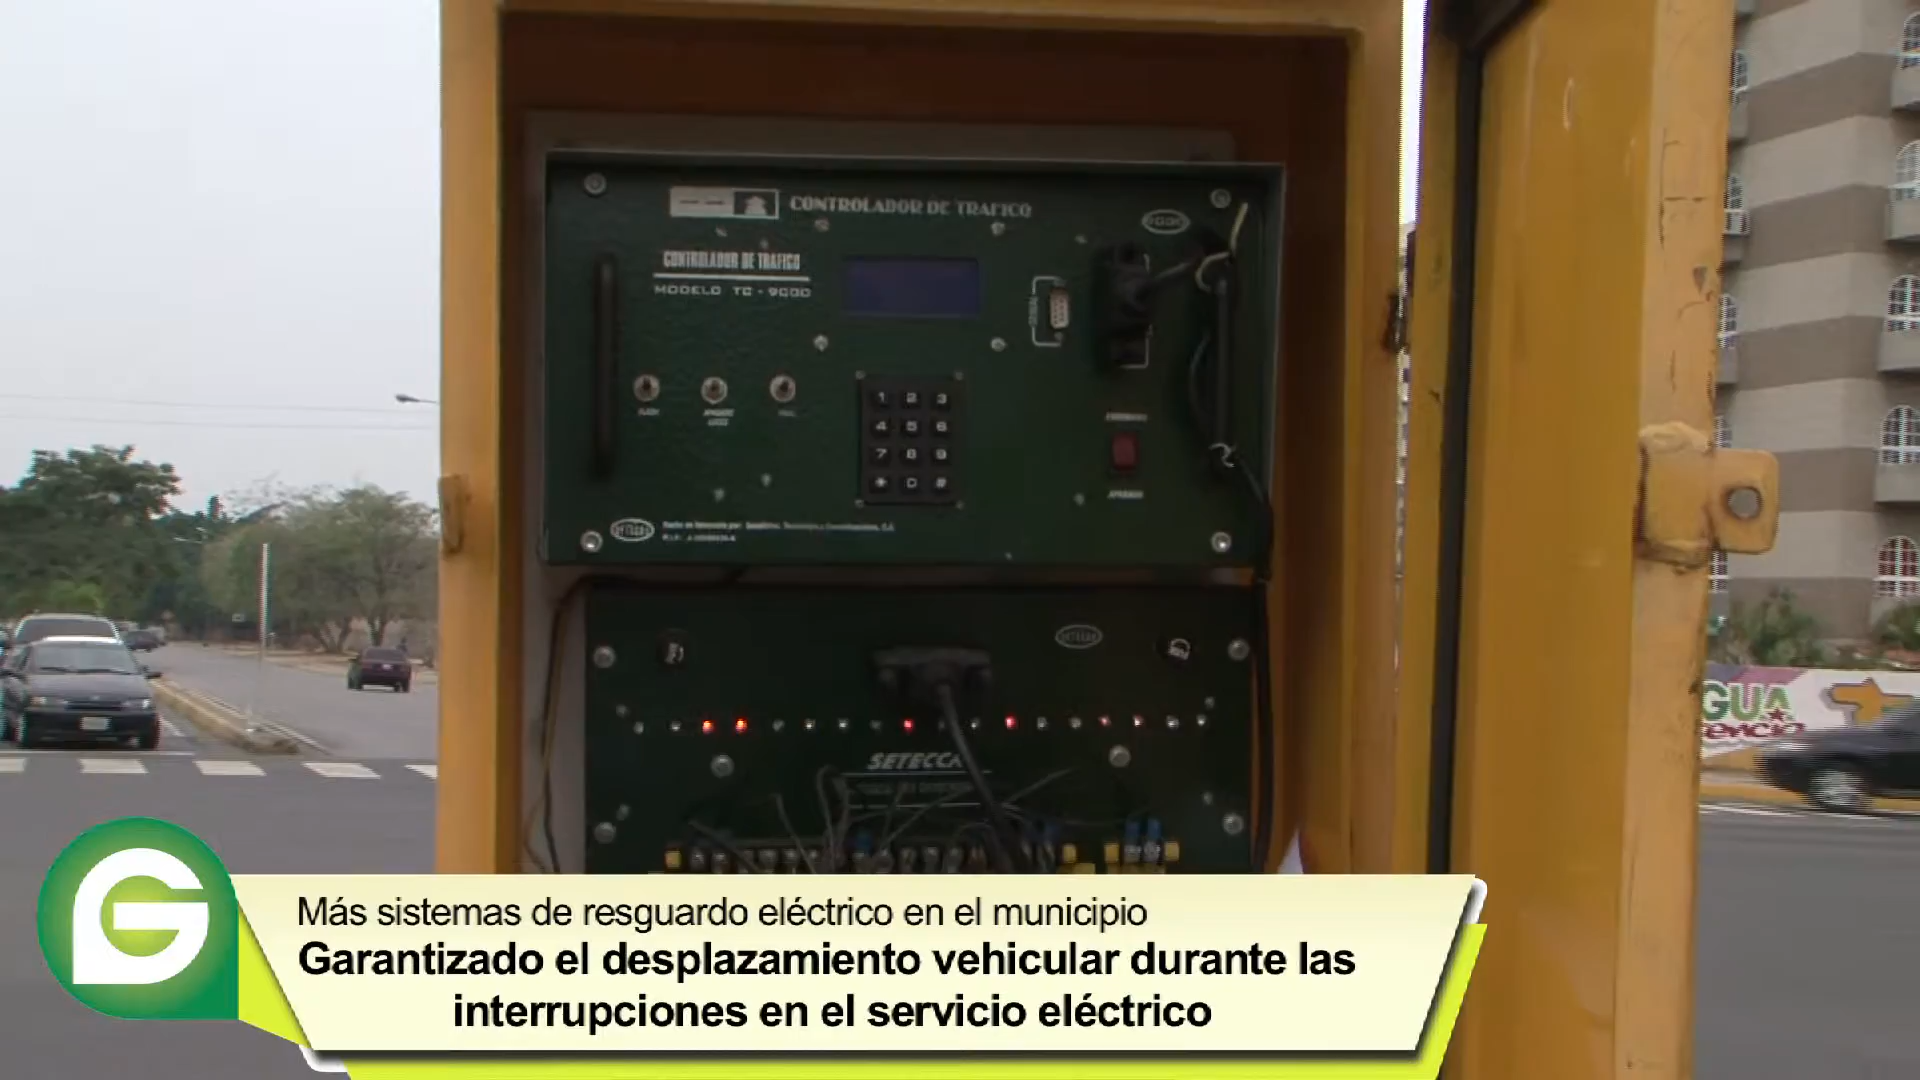 CONTROLADOR DE TRAFICO
CONTROLADOR DE TRAFICO
MODELO TC - 9000
1 2 3
4 5 6
7 8 9
* 0 #
SETECCA
GUA
G
Más sistemas de resguardo eléctrico en el municipio
Garantizado el desplazamiento vehicular durante las
interrupciones en el servicio eléctrico